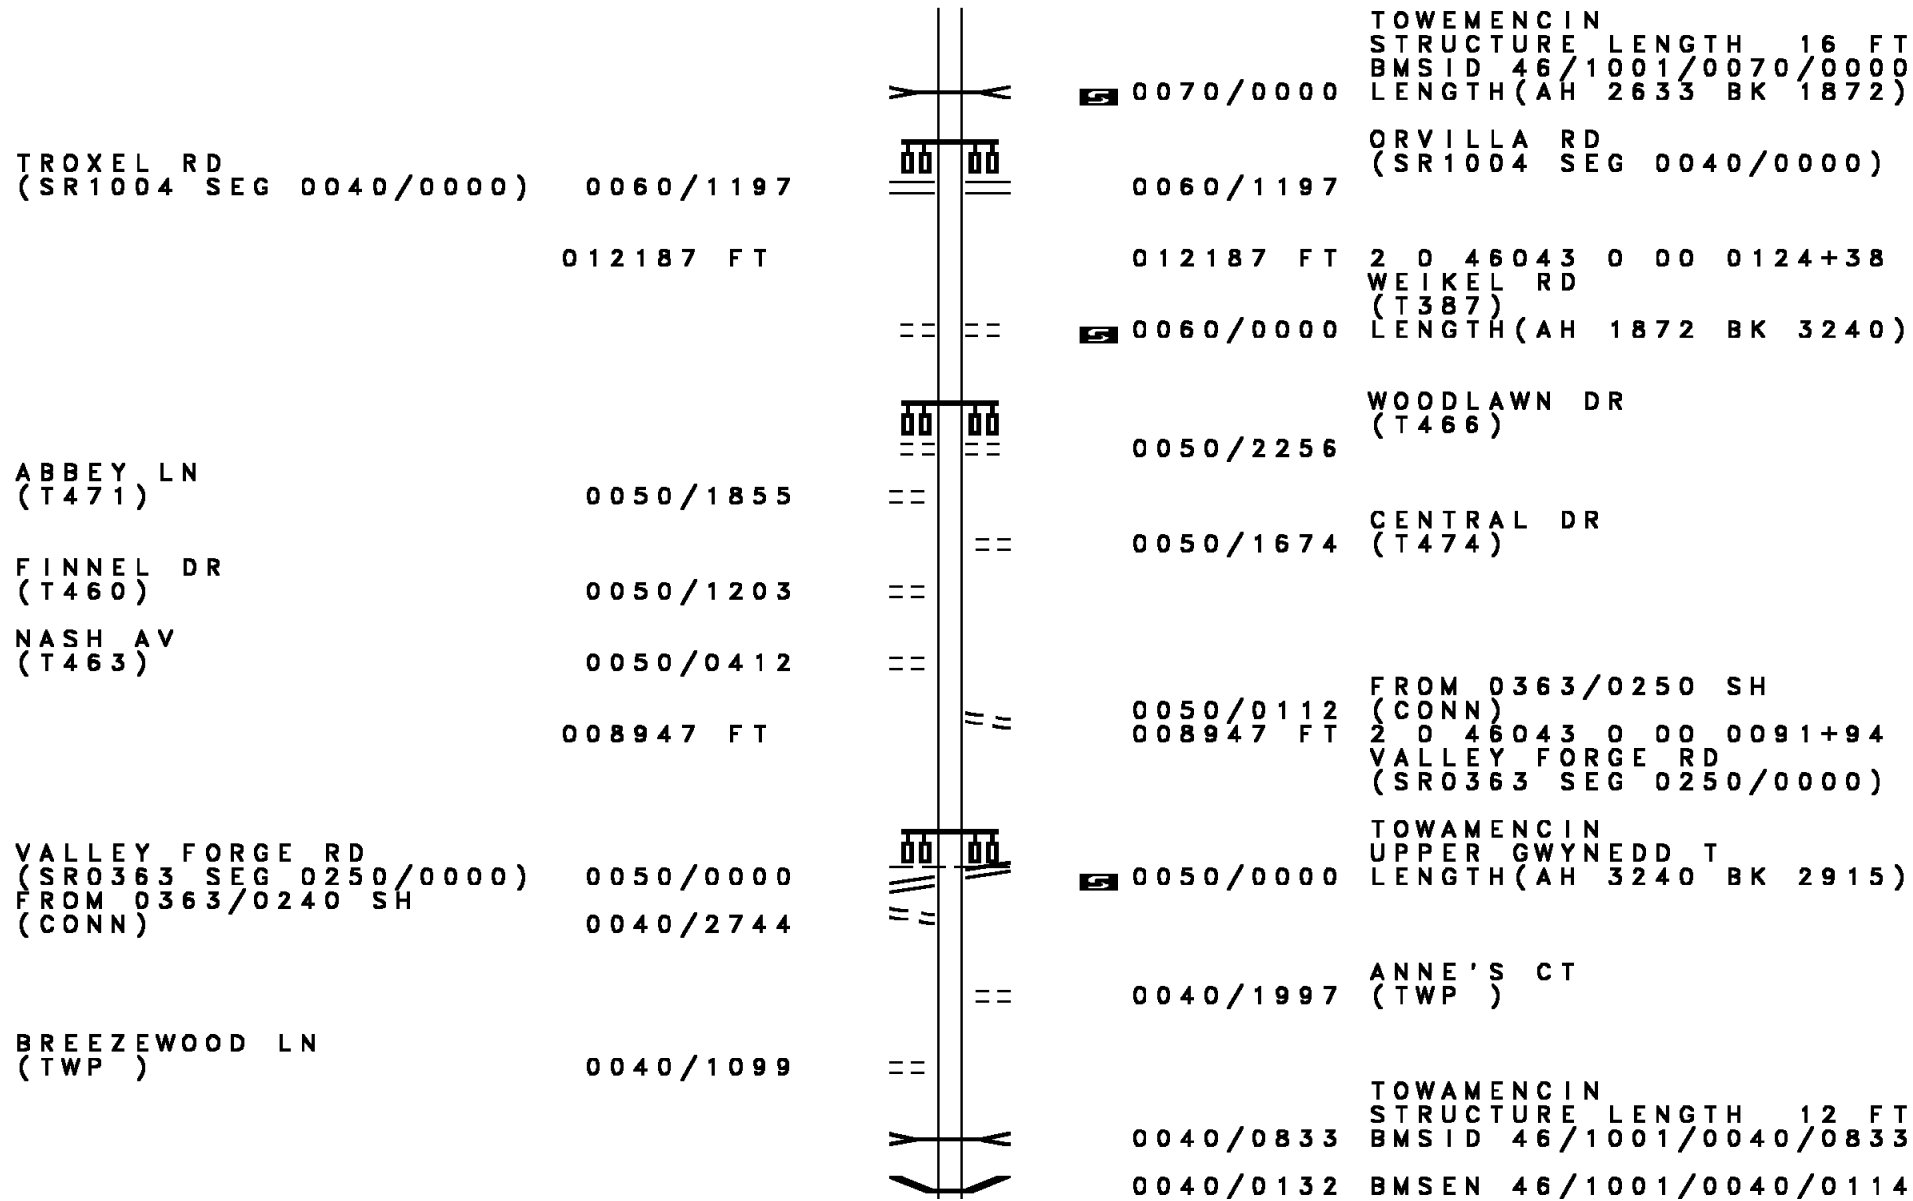 TOWEMENCIN
STRUCTURE LENGTH 16 FT
BMSID 46/1001/0070/0000
0070/0000 LENGTH(AH 2633 BK 1872)
ORVILLA RD
TROXEL RD (SR1004 SEG 0040/0000)
(SR1004 SEG 0040/0000) 0060/1197 0060/1197
012187 FT 012187 FT 2 0 46043 0 00 0124+38
WEIKEL RD
(T387)
0060/0000 LENGTH(AH 1872 BK 3240)
WOODLAWN DR
(T466)
0050/2256
ABBEY LN
(T471) 0050/1855
CENTRAL DR
0050/1674 (T474)
FINNEL DR
(T460) 0050/1203
NASH AV
(T463) 0050/0412
FROM 0363/0250 SH
0050/0112 (CONN)
008947 FT 008947 FT 2 0 46043 0 00 0091+94
VALLEY FORGE RD
(SR0363 SEG 0250/0000)
TOWAMENCIN
VALLEY FORGE RD UPPER GWYNEDD T
(SR0363 SEG 0250/0000) 0050/0000 0050/0000 LENGTH(AH 3240 BK 2915)
FROM 0363/0240 SH
(CONN) 0040/2744
ANNE'S CT
0040/1997 (TWP )
BREEZEWOOD LN
(TWP ) 0040/1099
TOWAMENCIN
STRUCTURE LENGTH 12 FT
0040/0833 BMSID 46/1001/0040/0833
0040/0132 BMSEN 46/1001/0040/0114